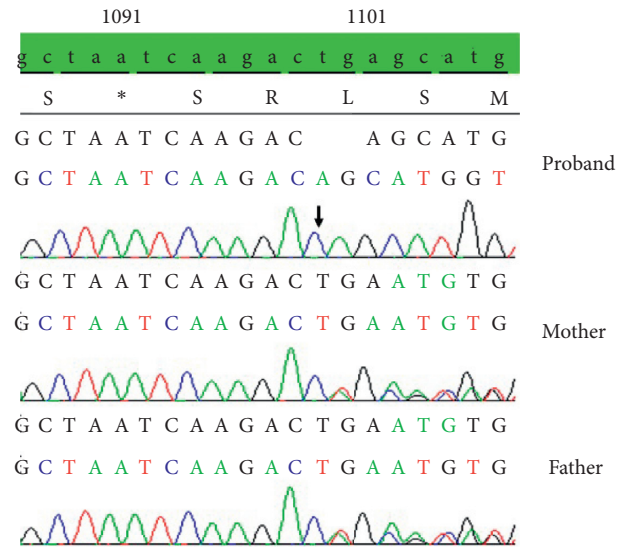 1091 1101
g c t a a t c a a g a c t g a g c a t g
S * S R L S M
G C T A A T C A A G A C A G C A T G
G C T A A T C A A G A C A G C A T G G T
Proband
G C T A A T C A A G A C T G A A T G T G
G C T A A T C A A G A C T G A A T G T G
Mother
G C T A A T C A A G A C T G A A T G T G
G C T A A T C A A G A C T G A A T G T G
Father